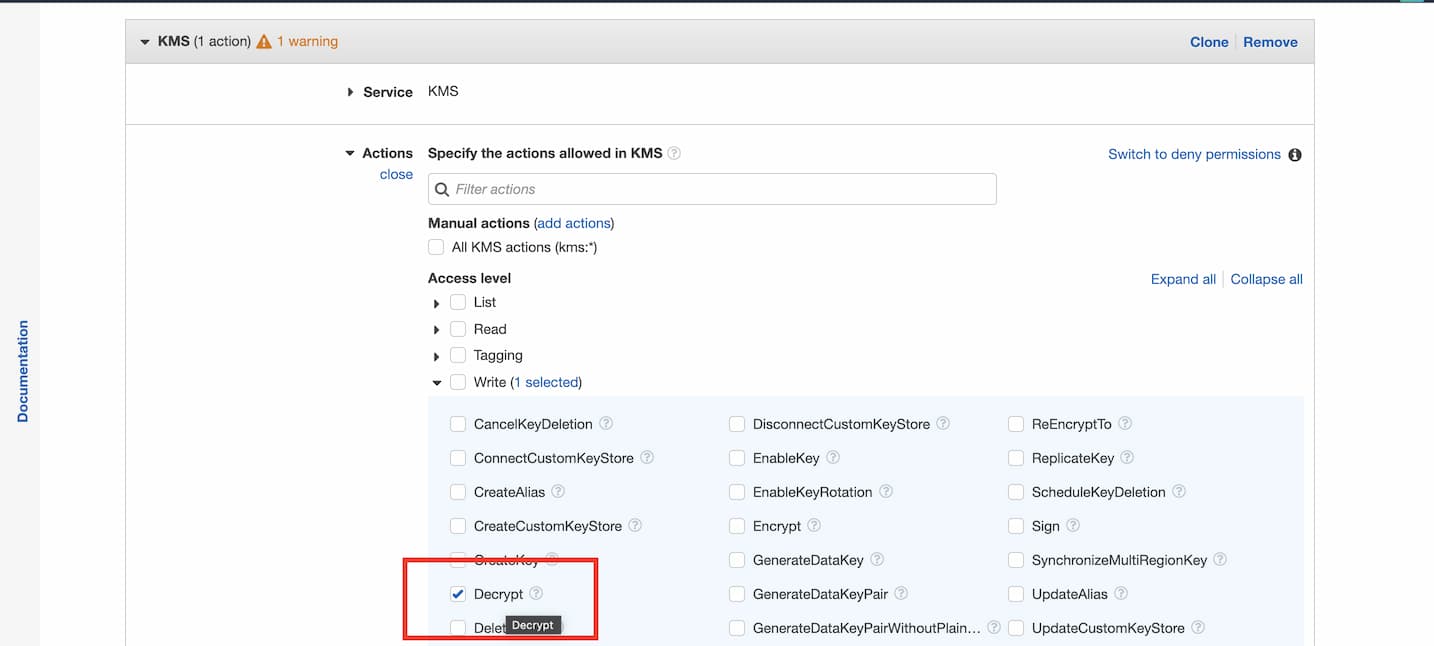 KMS (1 action) 1 warning Clone Remove
Service KMS
Actions Specify the actions allowed in KMS Switch to deny permissions
close
Filter actions
Manual actions (add actions)
All KMS actions (kms:*)
Access level Expand all Collapse all
List
Read
Tagging
Write (1 selected)
CancelKeyDeletion DisconnectCustomKeyStore ReEncryptTo
ConnectCustomKeyStore EnableKey ReplicateKey
CreateAlias EnableKeyRotation ScheduleKeyDeletion
CreateCustomKeyStore Encrypt Sign
CreateKey GenerateDataKey SynchronizeMultiRegionKey
Decrypt GenerateDataKeyPair UpdateAlias
Delet Decrypt GenerateDataKeyPairWithoutPlain... UpdateCustomKeyStore
Documentation